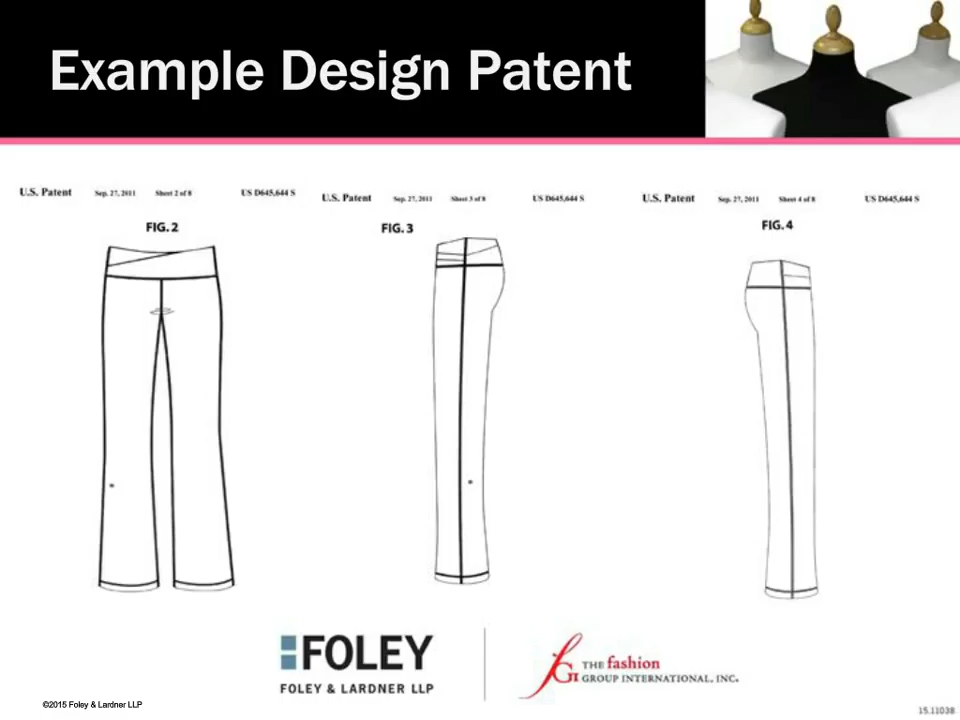 Example Design Patent
U.S. Patent Sep. 27, 2011 Sheet 2 of 8 US D645,644 S
U.S. Patent Sep. 27, 2011 Sheet 3 of 8 US D645,644 S
U.S. Patent Sep. 27, 2011 Sheet 4 of 8 US D645,644 S
FIG. 2
FIG. 3
FIG. 4
FOLEY
FOLEY & LARDNER LLP
fGI
THE fashion
GROUP INTERNATIONAL, INC.
©2015 Foley & Lardner LLP
15.11038